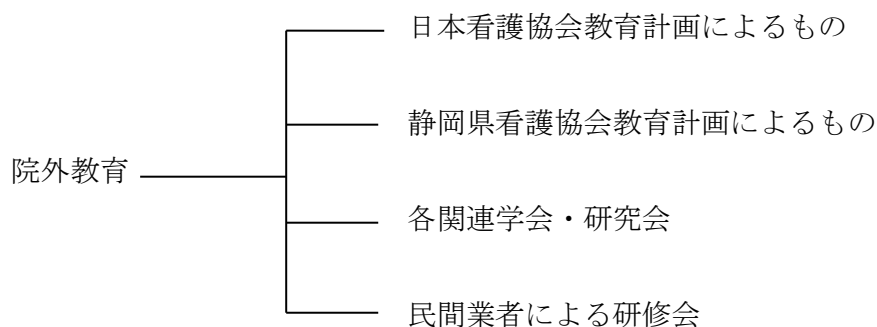 日本看護協会教育計画によるもの
静岡県看護協会教育計画によるもの
院外教育
各関連学会・研究会
民間業者による研修会